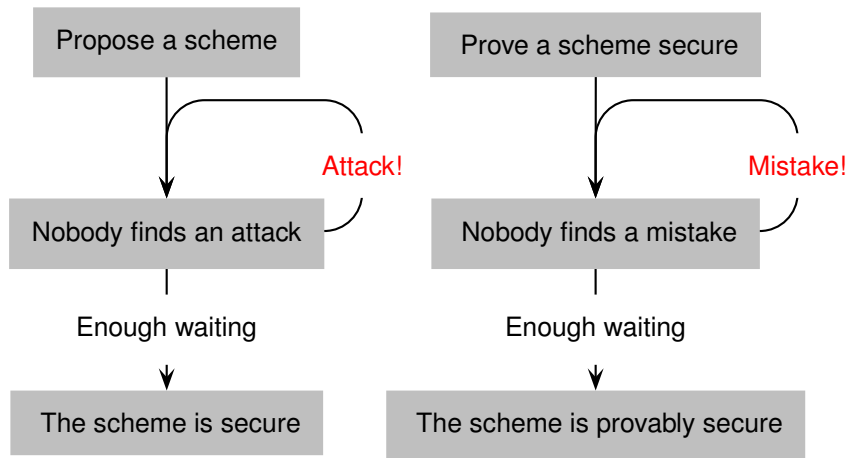 Propose a scheme
Attack!
Nobody finds an attack
Enough waiting
The scheme is secure
Prove a scheme secure
Mistake!
Nobody finds a mistake
Enough waiting
The scheme is provably secure